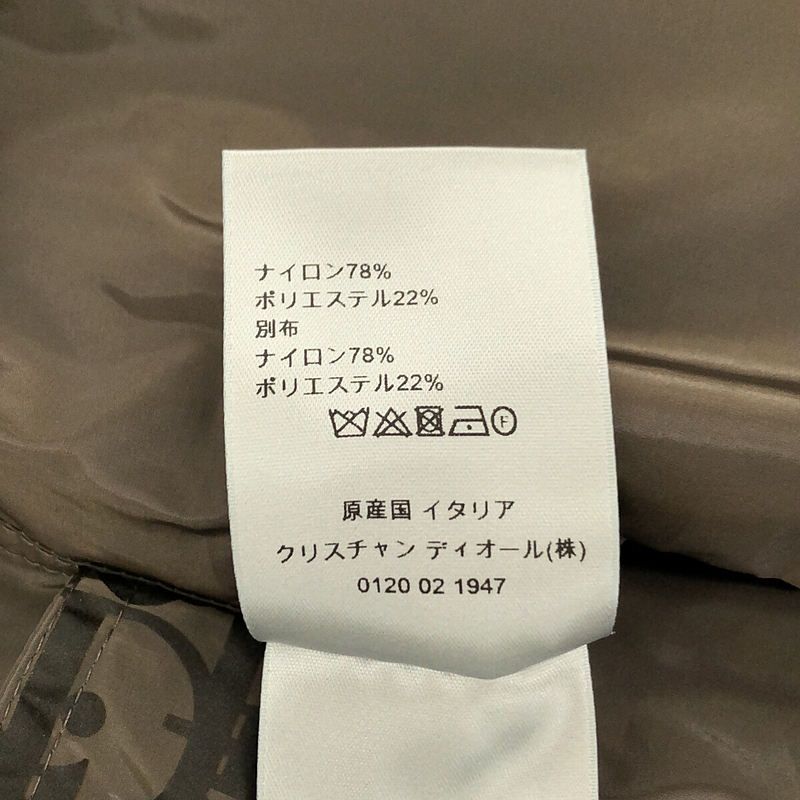 ナイロン78%
ポリエステル22%
別布
ナイロン78%
ポリエステル22%
F
原産国 イタリア
クリスチャン ディオール(株)
0120 02 1947